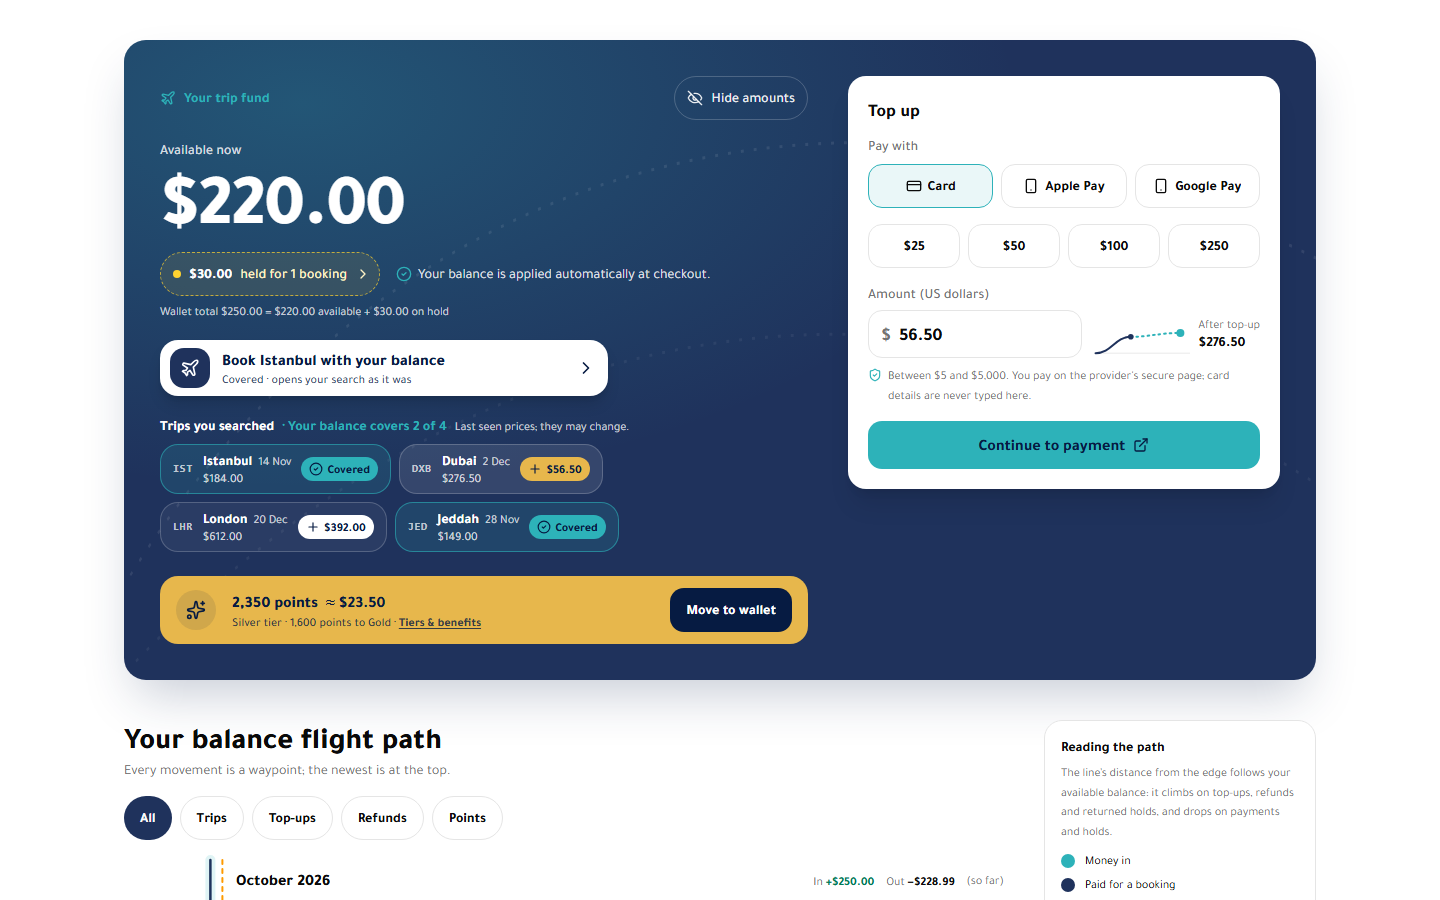 Your trip fund
Hide amounts
Available now
$220.00
$30.00 held for 1 booking
Your balance is applied automatically at checkout.
Wallet total $250.00 = $220.00 available + $30.00 on hold
Book Istanbul with your balance
Covered · opens your search as it was
Trips you searched · Your balance covers 2 of 4 Last seen prices; they may change.
IST Istanbul 14 Nov
$184.00
Covered
DXB Dubai 2 Dec
$276.50
+ $56.50
LHR London 20 Dec
$612.00
+ $392.00
JED Jeddah 28 Nov
$149.00
Covered
2,350 points ≈ $23.50
Silver tier · 1,600 points to Gold · Tiers & benefits
Move to wallet
Top up
Pay with
Card
Apple Pay
Google Pay
$25
$50
$100
$250
Amount (US dollars)
$ 56.50
After top-up
$276.50
Between $5 and $5,000. You pay on the provider's secure page; card
details are never typed here.
Continue to payment
Your balance flight path
Every movement is a waypoint; the newest is at the top.
All
Trips
Top-ups
Refunds
Points
October 2026
In +$250.00 Out −$228.99 (so far)
Reading the path
The line's distance from the edge follows your
available balance: it climbs on top-ups, refunds
and returned holds, and drops on payments
and holds.
Money in
Paid for a booking